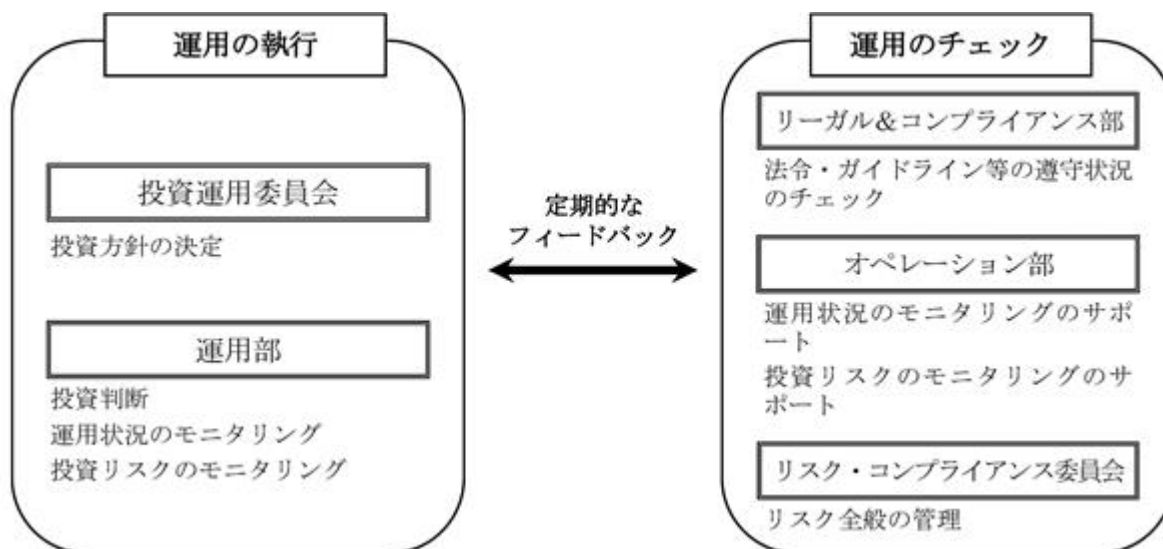 運用の執行
投資運用委員会
投資方針の決定
運用部
投資判断
運用状況のモニタリング
投資リスクのモニタリング
定期的な
フィードバック
運用のチェック
リーガル&コンプライアンス部
法令・ガイドライン等の遵守状況
のチェック
オペレーション部
運用状況のモニタリングのサポ
ート
投資リスクのモニタリングのサ
ポート
リスク・コンプライアンス委員会
リスク全般の管理